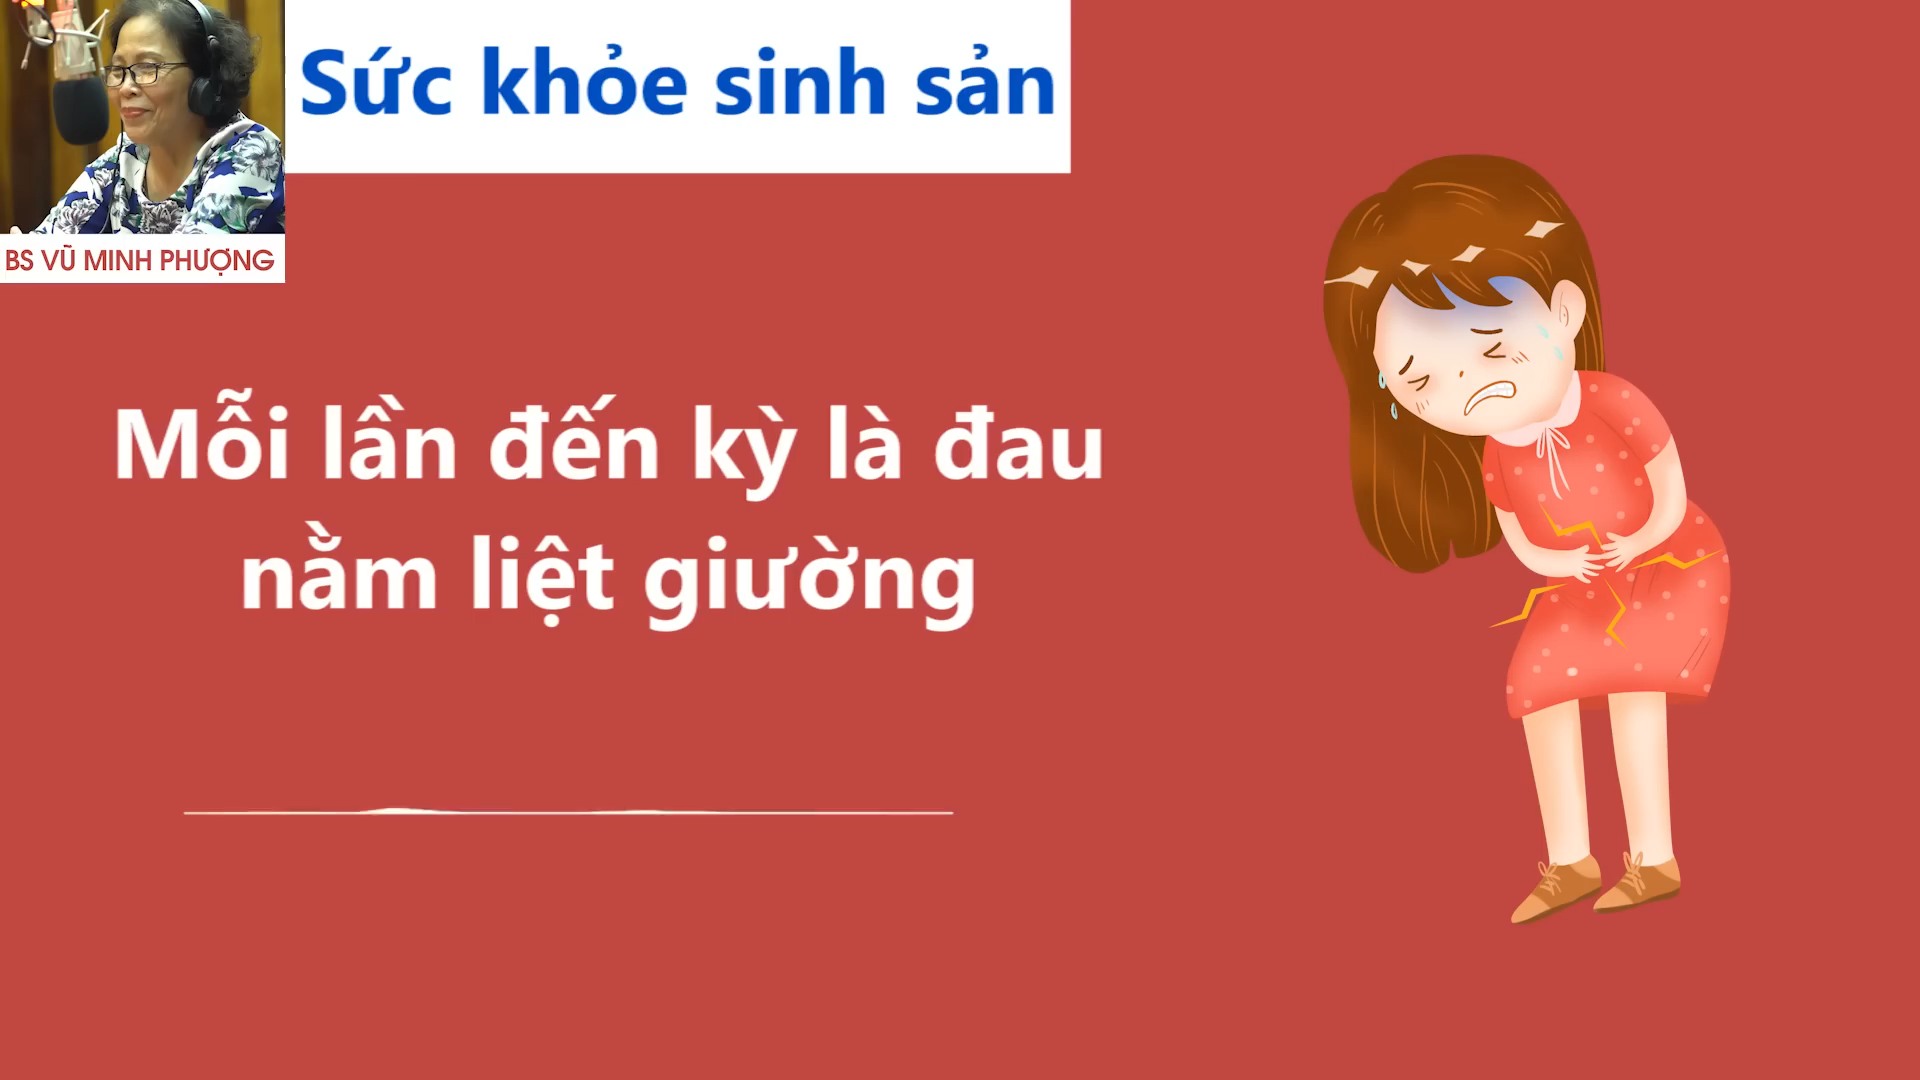 Sức khỏe sinh sản
BS VŨ MINH PHƯỢNG
Mỗi lần đến kỳ là đau
nằm liệt giường